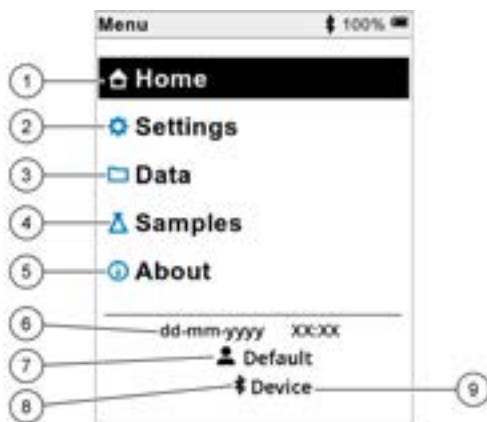 Menu 100%
1 Home
2 Settings
3 Data
4 Samples
5 About
6 dd-mm-yyyy XX:XX
7 Default
8 Device 9